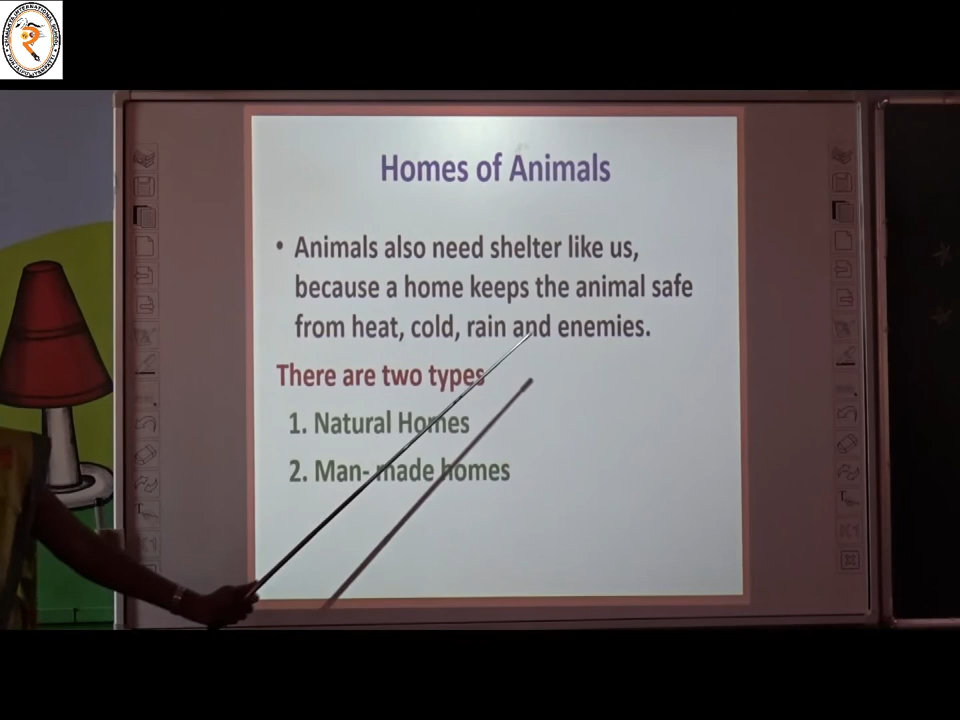 Homes of Animals
• Animals also need shelter like us,
because a home keeps the animal safe
from heat, cold, rain and enemies.
There are two types
1. Natural Homes
2. Man- made homes